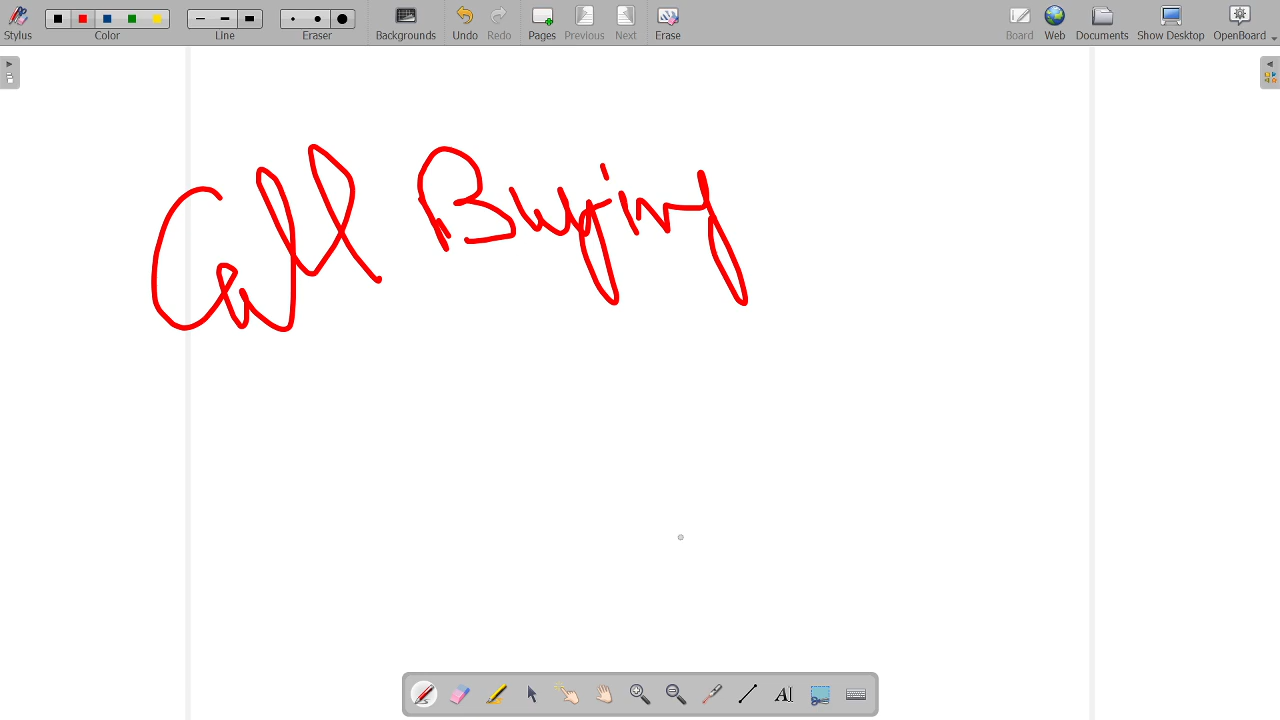 Stylus Color Line Eraser Backgrounds Undo Redo Pages Previous Next Erase Board Web Documents Show Desktop OpenBoard
Call Buying
AI